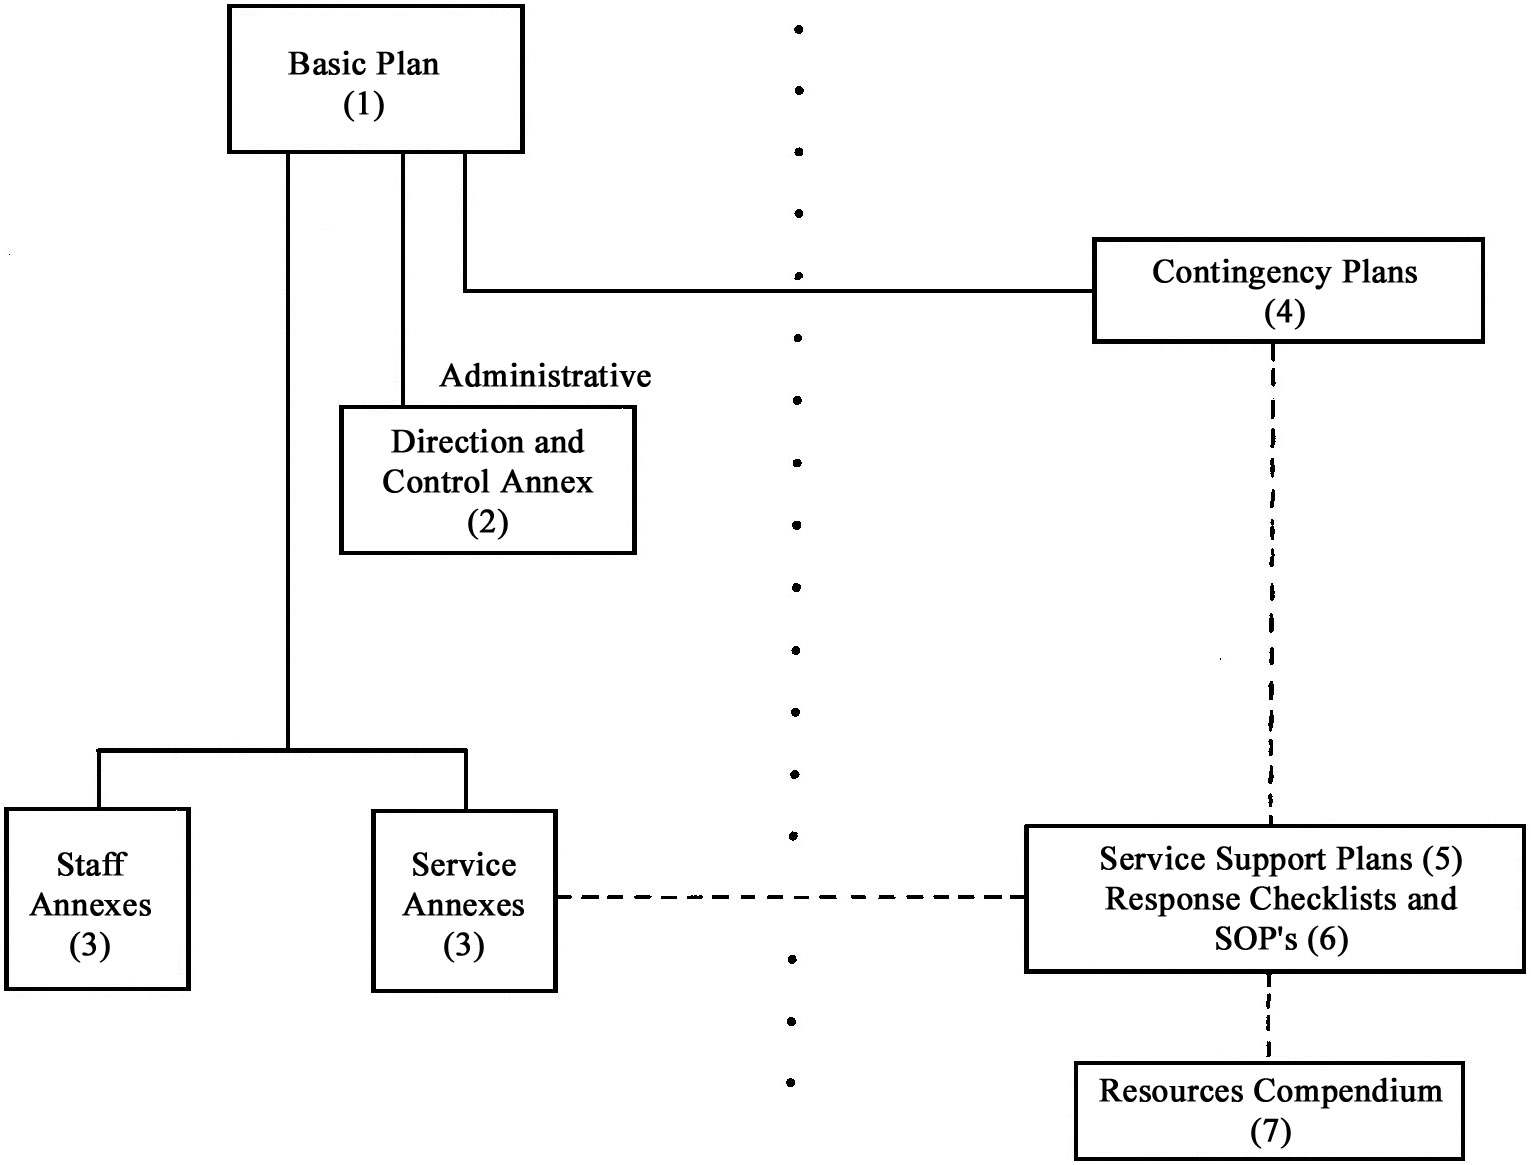 Basic Plan
(1)
Contingency Plans
(4)
Administrative
Direction and
Control Annex
(2)
Staff
Annexes
(3)
Service
Annexes
(3)
Service Support Plans (5)
Response Checklists and
SOP's (6)
Resources Compendium
(7)